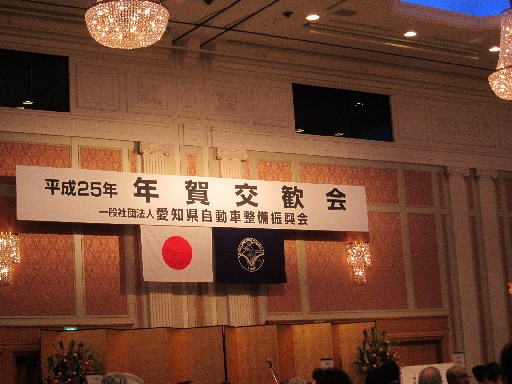 平成25年 年賀交歓会
一般社団法人愛知県自動車整備振興会